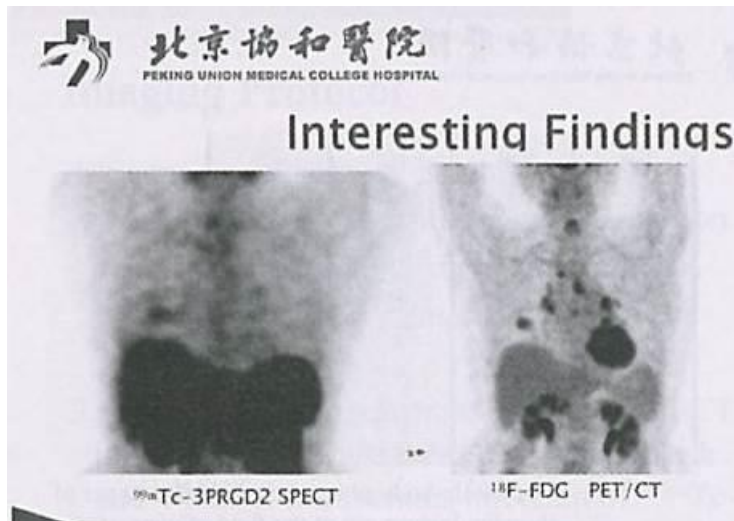 北京协和醫院
PEKING UNION MEDICAL COLLEGE HOSPITAL
Interesting Findings
99mTc-3PRGD2 SPECT
18F-FDG PET/CT